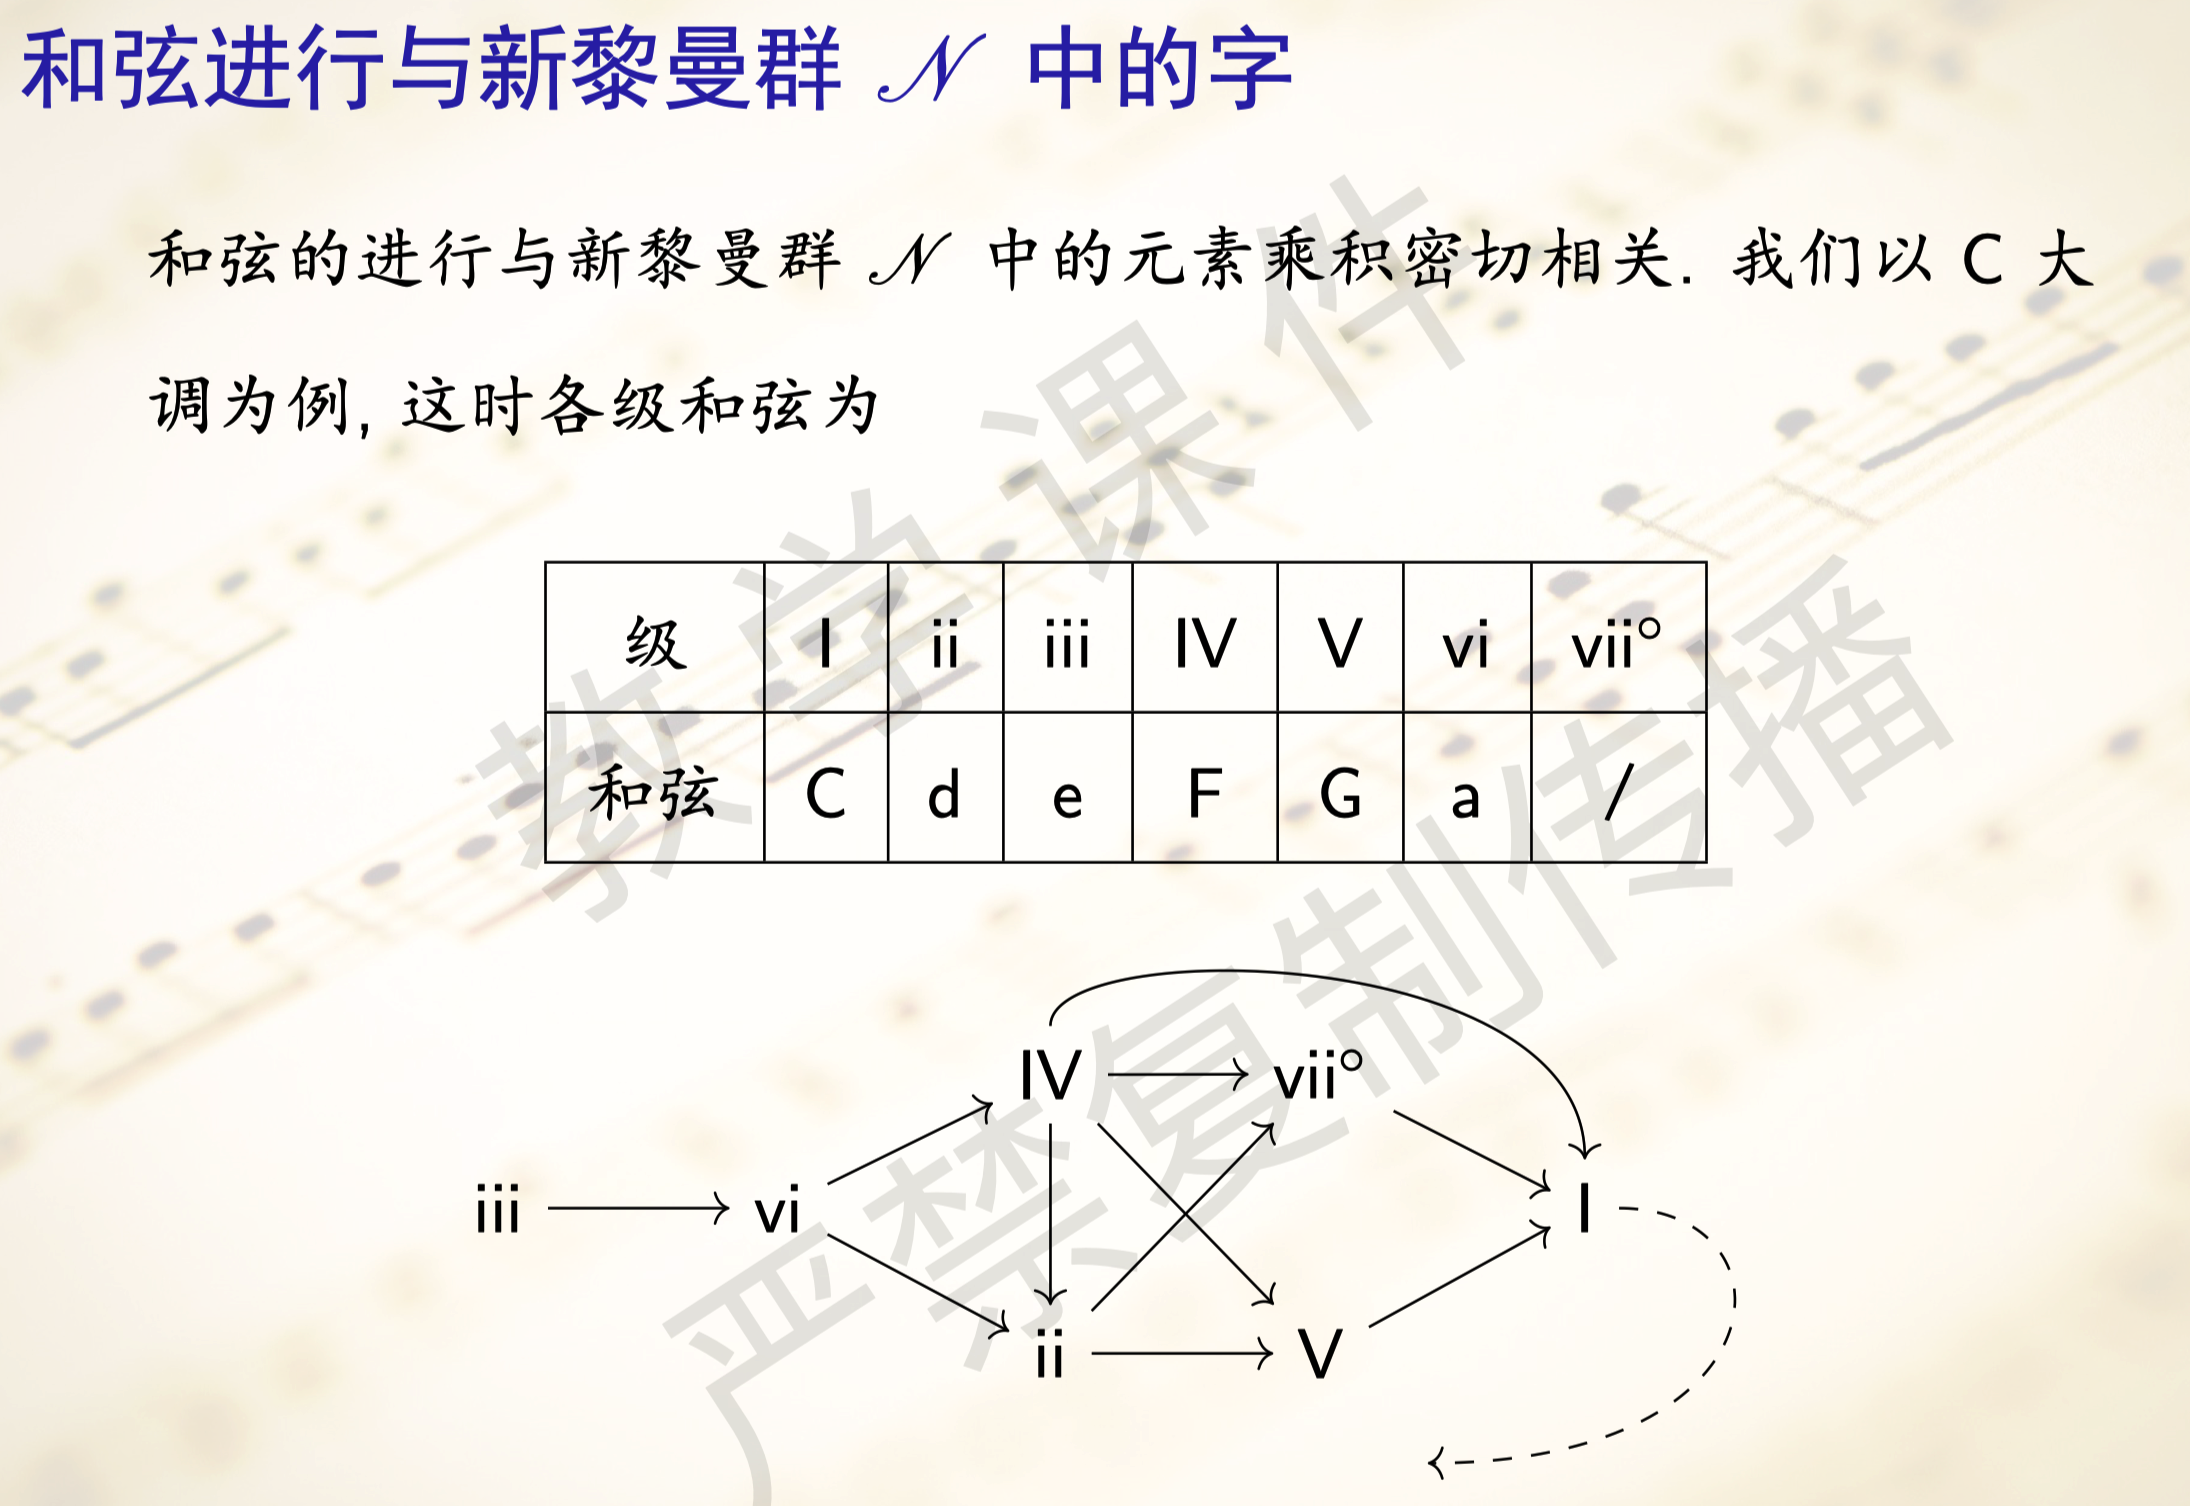 和弦进行与新黎曼群 𝒩 中的字
和弦的进行与新黎曼群 𝒩 中的元素乘积密切相关. 我们以 C 大
调为例, 这时各级和弦为
级 I ii iii IV V vi vii°
和弦 C d e F G a /
IV vii°
iii vi I
ii V
教学课件
严禁复制传播